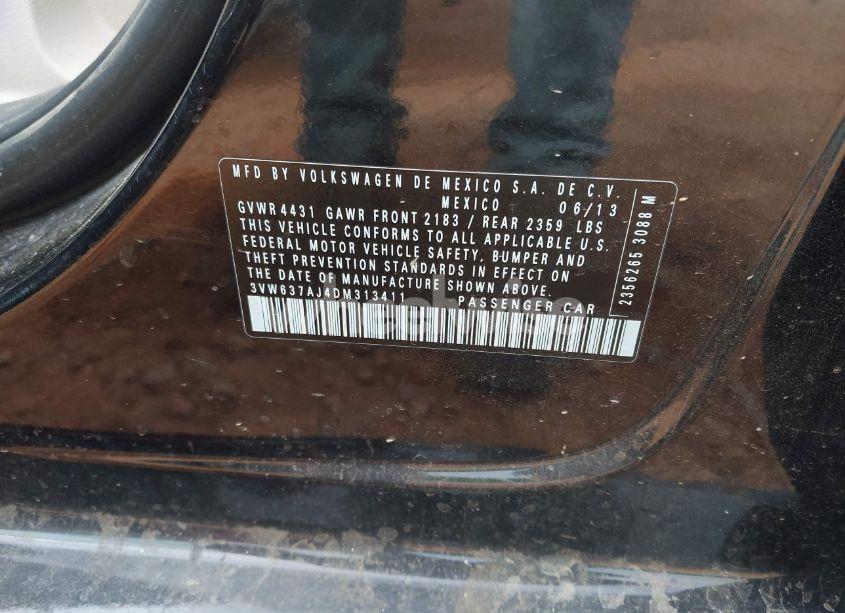 MFD BY VOLKSWAGEN DE MEXICO S.A. DE C.V.
MEXICO 06/13
GVWR 4431 GAWR FRONT 2183 / REAR 2359 LBS
THIS VEHICLE CONFORMS TO ALL APPLICABLE U.S.
FEDERAL MOTOR VEHICLE SAFETY, BUMPER AND
THEFT PREVENTION STANDARDS IN EFFECT ON
THE DATE OF MANUFACTURE SHOWN ABOVE.
3VW637AJ4DM313411 PASSENGER CAR
2356265 3088 M